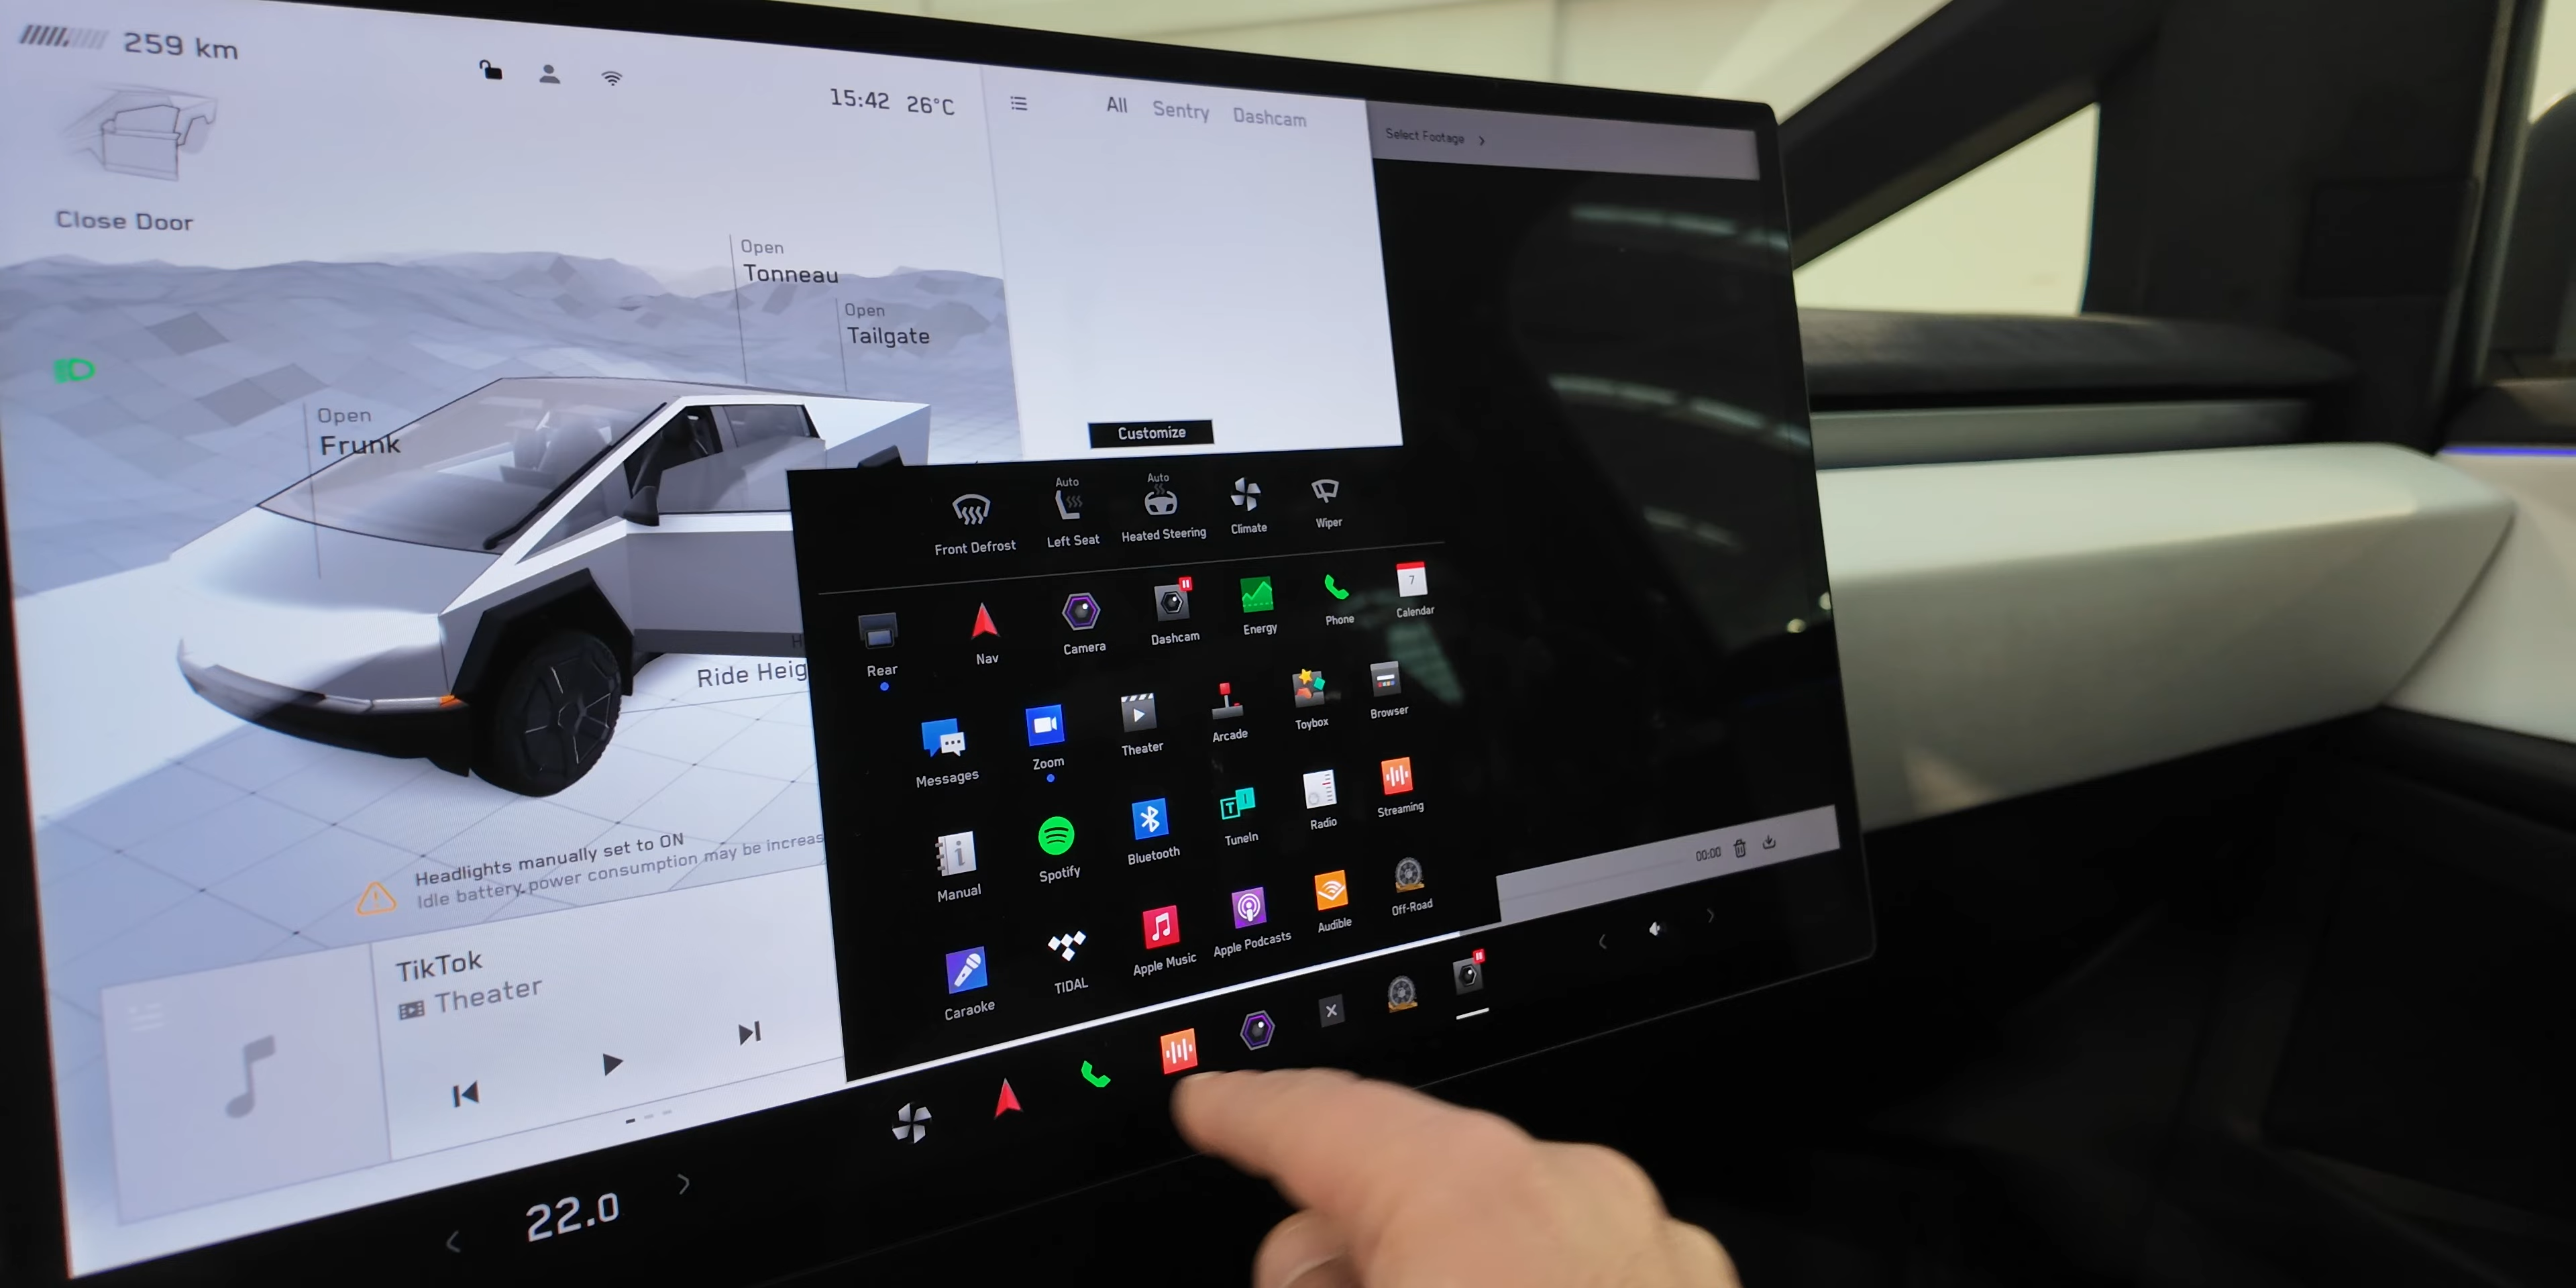 259 km
15:42 26°C
Close Door
Open
Tonneau
Open
Tailgate
Open
Frunk
Ride Heig
Headlights manually set to ON
Idle battery power consumption may be increas
TikTok
Theater
22.0
All Sentry Dashcam
Select Footage
Customize
Auto
Auto
Front Defrost
Left Seat
Heated Steering
Climate
Wiper
Rear
Nav
Camera
Dashcam
Energy
Phone
7
Calendar
Messages
Zoom
Theater
Arcade
Toybox
Browser
Manual
Spotify
Bluetooth
TuneIn
Radio
Streaming
Caraoke
TIDAL
Apple Music
Apple Podcasts
Audible
Off-Road
00:00